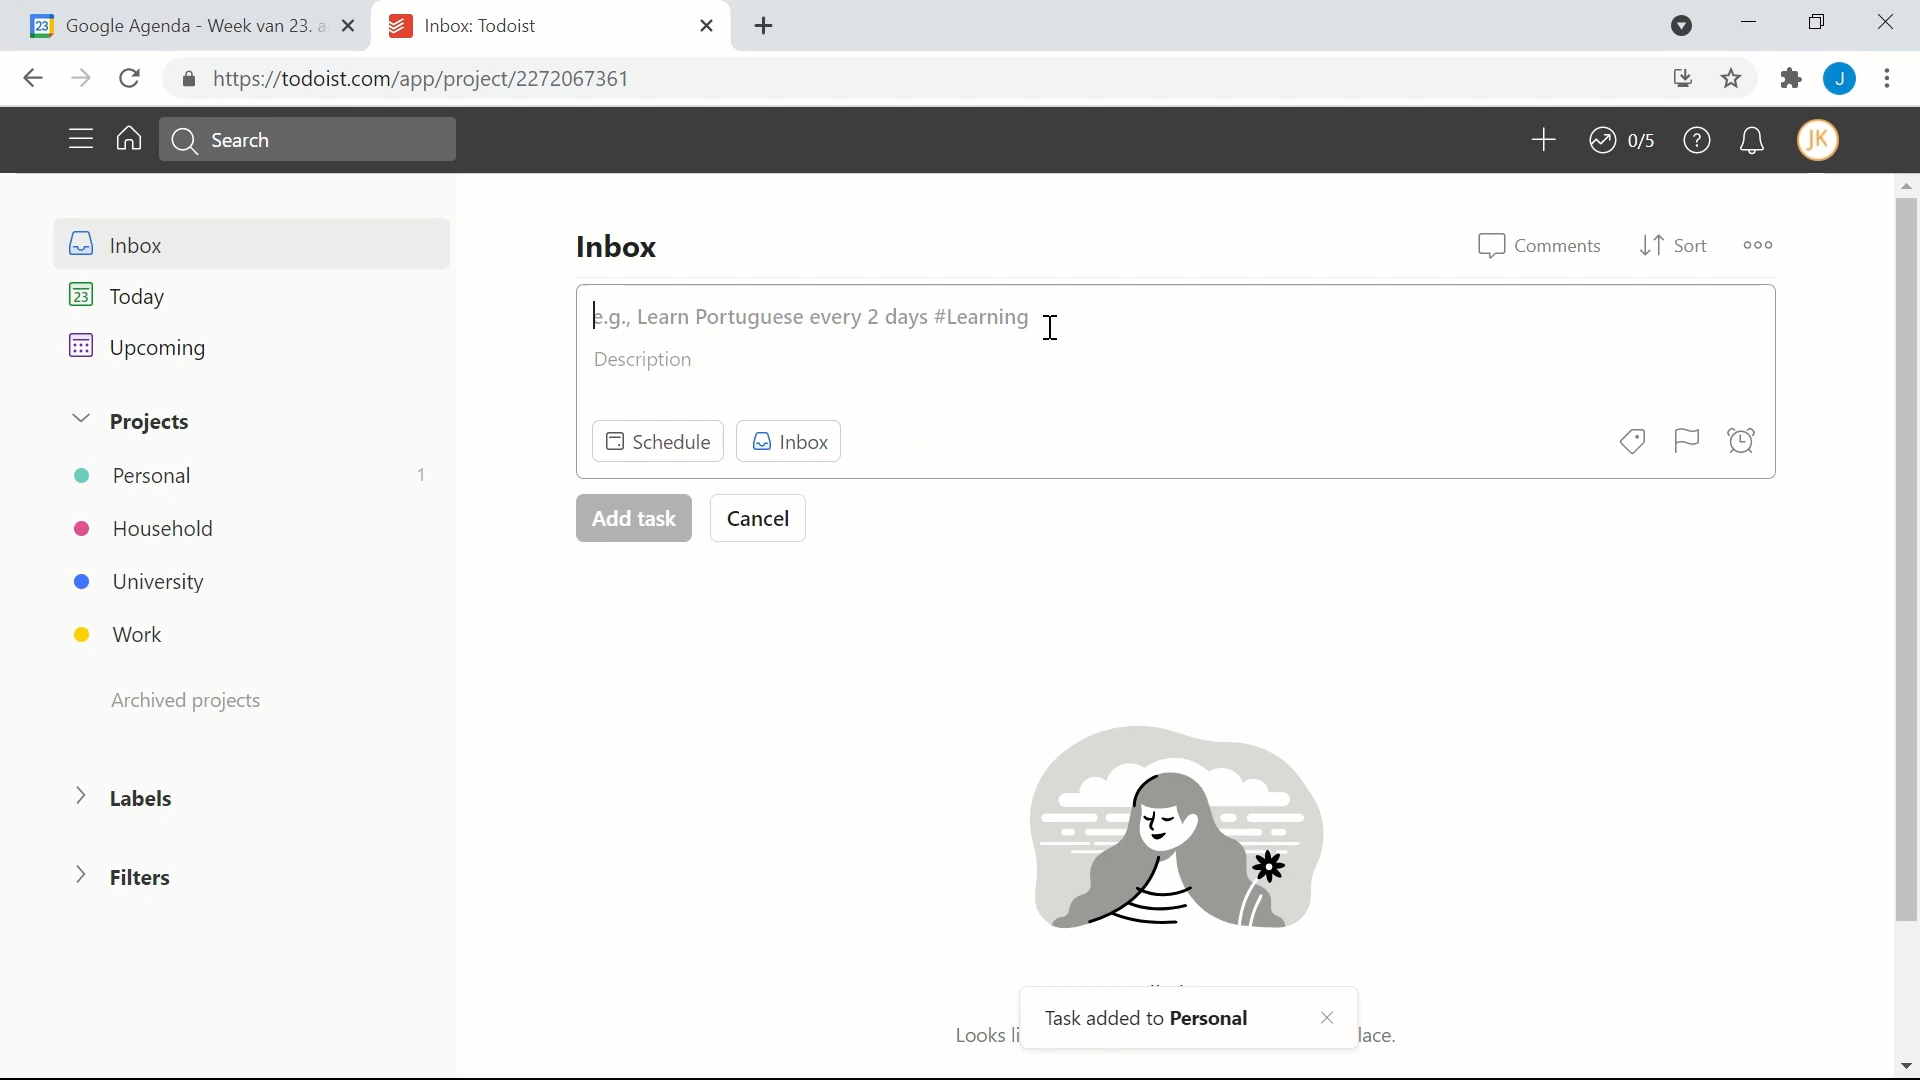 Google Agenda - Week van 23. a
Inbox: Todoist
https://todoist.com/app/project/2272067361
J
Search
0/5
JK
Inbox
23 Today
Upcoming
Projects
Personal 1
Household
University
Work
Archived projects
Labels
Filters
Inbox
Comments
Sort
e.g., Learn Portuguese every 2 days #Learning
Description
Schedule
Inbox
Add task
Cancel
Task added to Personal
Looks li
lace.